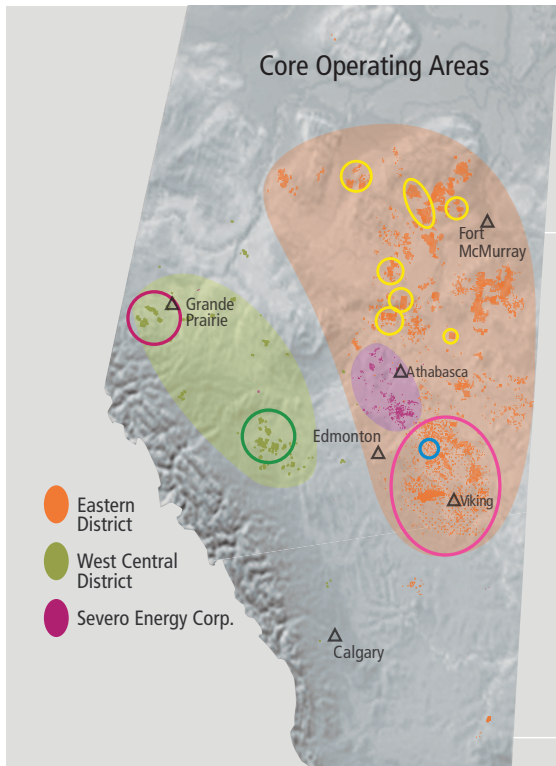 Core Operating Areas
Fort
McMurray
Grande
Prairie
Athabasca
Edmonton
Viking
Eastern
District
West Central
District
Severo Energy Corp.
Calgary